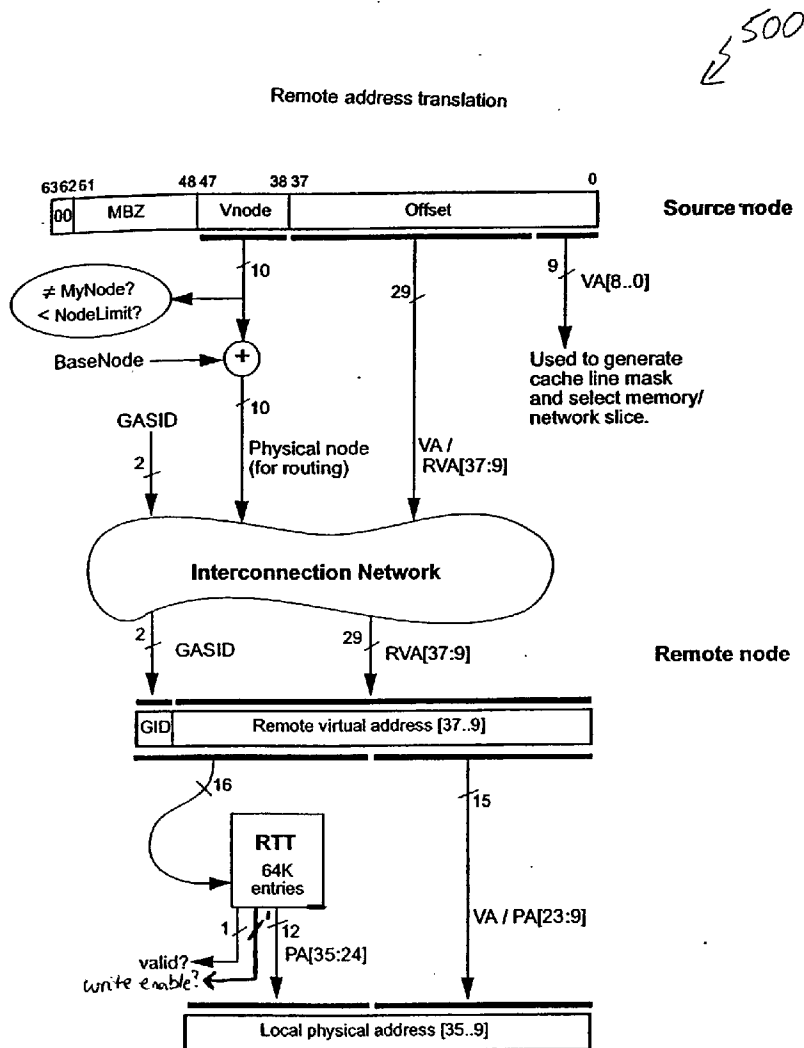 500
Remote address translation
63 62 61 48 47 38 37 0
00 MBZ Vnode Offset Source node
10 29 9 VA[8..0]
≠ MyNode?
< NodeLimit?
BaseNode +
Used to generate
cache line mask
and select memory/
network slice.
10
GASID
2
Physical node
(for routing)
VA /
RVA[37:9]
Interconnection Network
2 GASID 29 RVA[37:9] Remote node
GID Remote virtual address [37..9]
16 15
RTT
64K
entries
1 1 12
VA / PA[23:9]
PA[35:24]
valid?
write enable?
Local physical address [35..9]